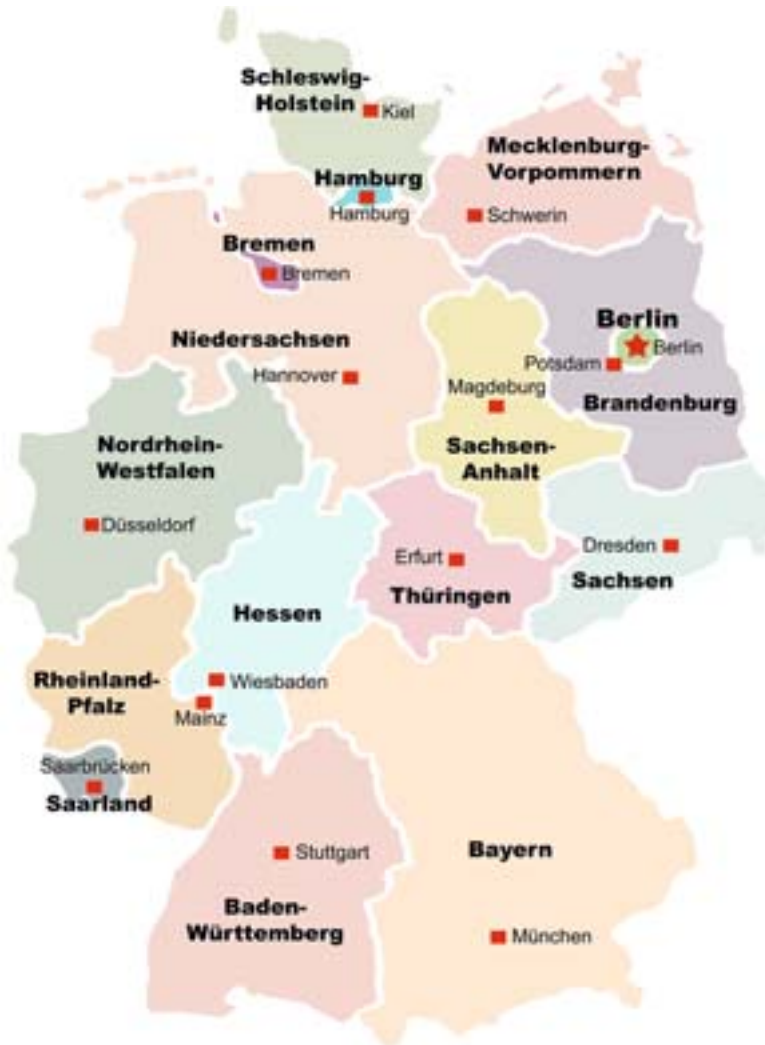 Schleswig-
Holstein
Kiel
Mecklenburg-
Vorpommern
Hamburg
Hamburg
Schwerin
Bremen
Bremen
Berlin
Berlin
Niedersachsen
Potsdam
Hannover
Magdeburg
Brandenburg
Nordrhein-
Westfalen
Sachsen-
Anhalt
Düsseldorf
Erfurt
Dresden
Thüringen
Sachsen
Hessen
Rheinland-
Pfalz
Wiesbaden
Mainz
Saarbrücken
Saarland
Stuttgart
Bayern
Baden-
Württemberg
München